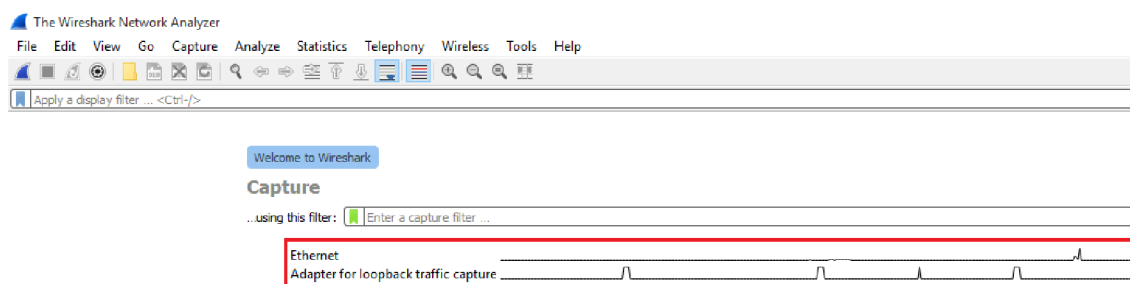 The Wireshark Network Analyzer
File Edit View Go Capture Analyze Statistics Telephony Wireless Tools Help
Apply a display filter ... <Ctrl-/>
Welcome to Wireshark
Capture
...using this filter: Enter a capture filter ...
Ethernet
Adapter for loopback traffic capture